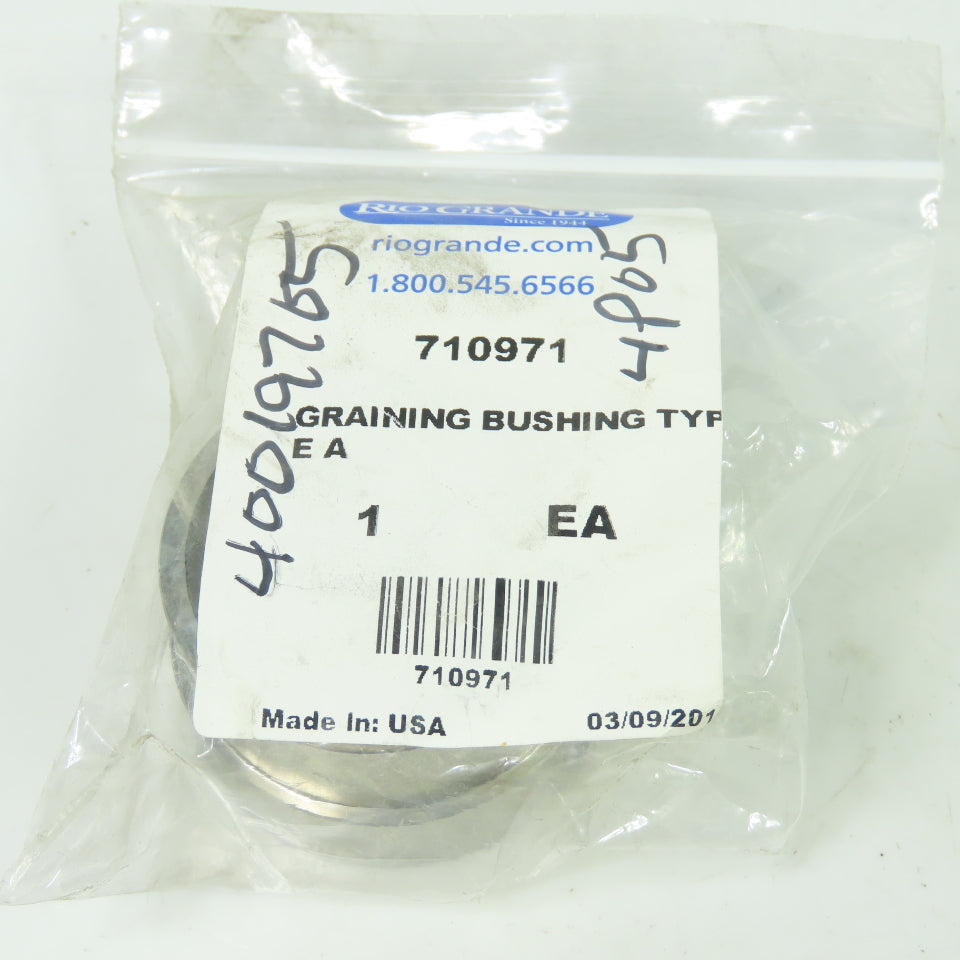 RIO GRANDE
Since 1944
riogrande.com
1.800.545.6566
710971
GRAINING BUSHING TYP
E A
1 EA
710971
Made In: USA 03/09/201
40019765
4P05